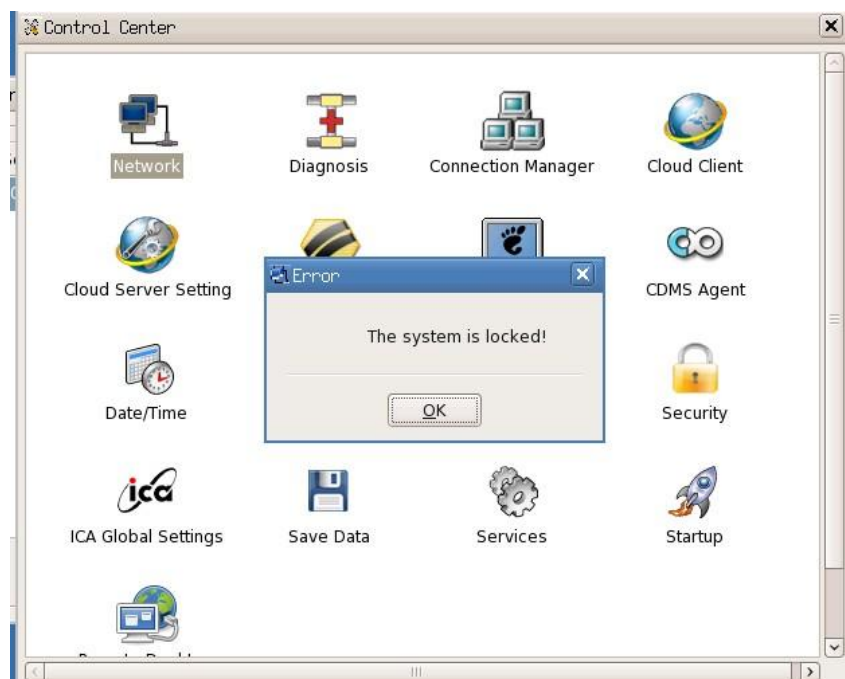 Control Center
Network
Diagnosis
Connection Manager
Cloud Client
Cloud Server Setting
CDMS Agent
Error
The system is locked!
OK
Date/Time
Security
ica
ICA Global Settings
Save Data
Services
Startup